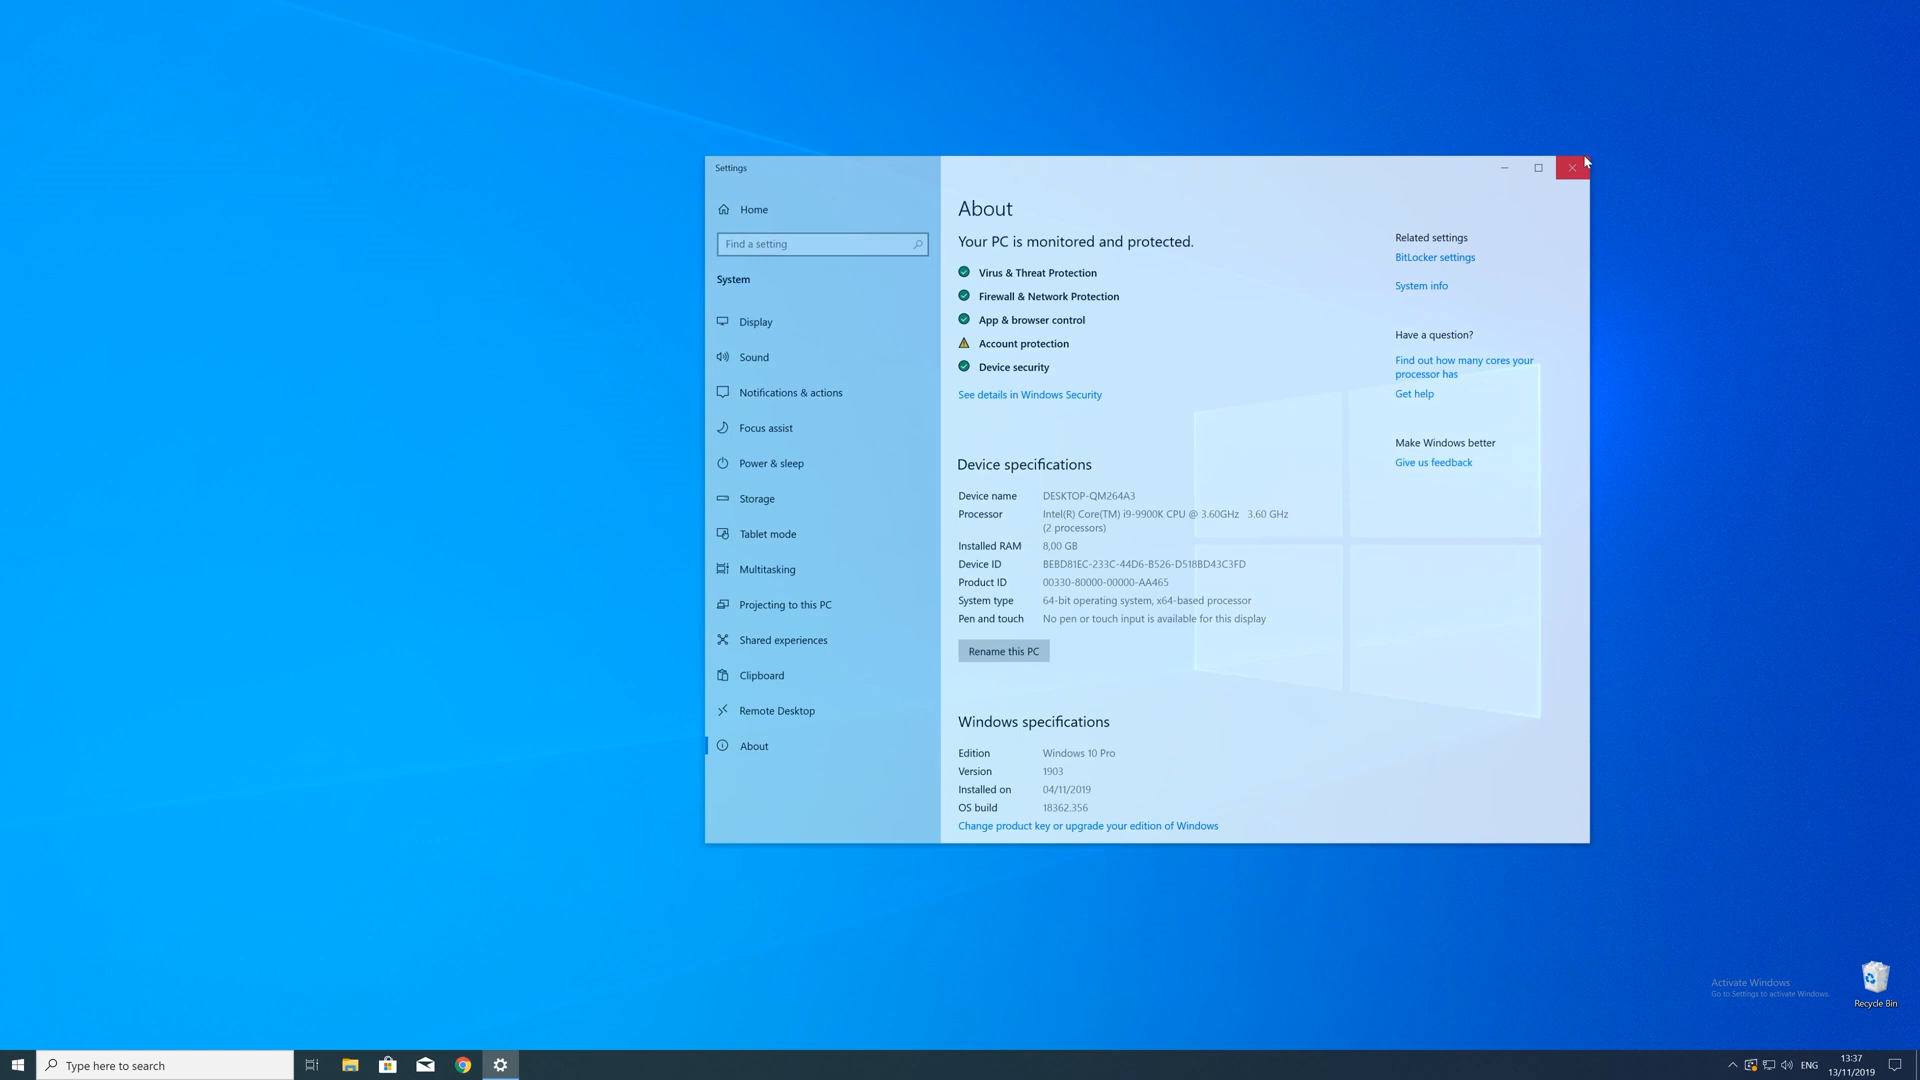 Settings
Home
Find a setting
System
Display
Sound
Notifications & actions
Focus assist
Power & sleep
Storage
Tablet mode
Multitasking
Projecting to this PC
Shared experiences
Clipboard
Remote Desktop
About
About
Your PC is monitored and protected.
Virus & Threat Protection
Firewall & Network Protection
App & browser control
Account protection
Device security
See details in Windows Security
Device specifications
Device name DESKTOP-QM264A3
Processor Intel(R) Core(TM) i9-9900K CPU @ 3.60GHz 3.60 GHz
(2 processors)
Installed RAM 8,00 GB
Device ID BEBD81EC-233C-44D6-B526-D518BD43C3FD
Product ID 00330-80000-00000-AA465
System type 64-bit operating system, x64-based processor
Pen and touch No pen or touch input is available for this display
Rename this PC
Windows specifications
Edition Windows 10 Pro
Version 1903
Installed on 04/11/2019
OS build 18362.356
Change product key or upgrade your edition of Windows
Related settings
BitLocker settings
System info
Have a question?
Find out how many cores your
processor has
Get help
Make Windows better
Give us feedback
Activate Windows
Go to Settings to activate Windows.
Recycle Bin
Type here to search
ENG
13:37
13/11/2019